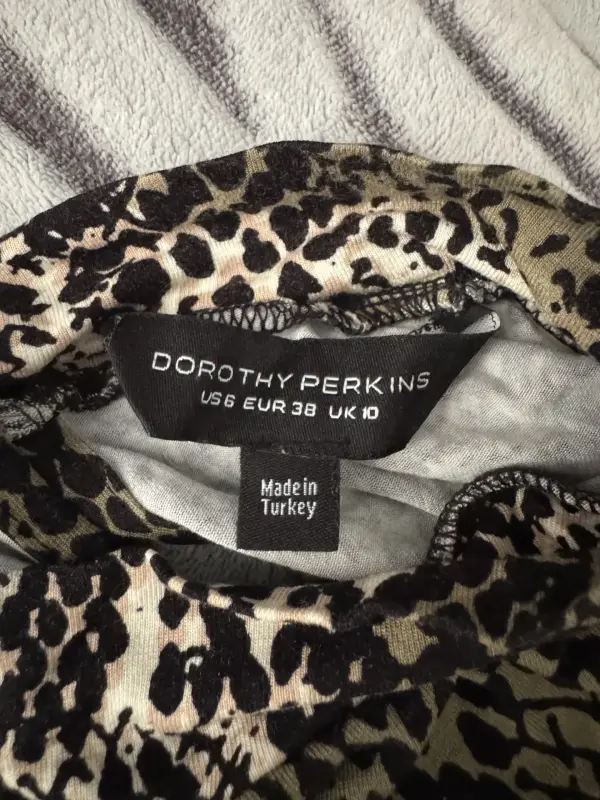 DOROTHY PERKINS
US 6 EUR 38 UK 10
Made in
Turkey